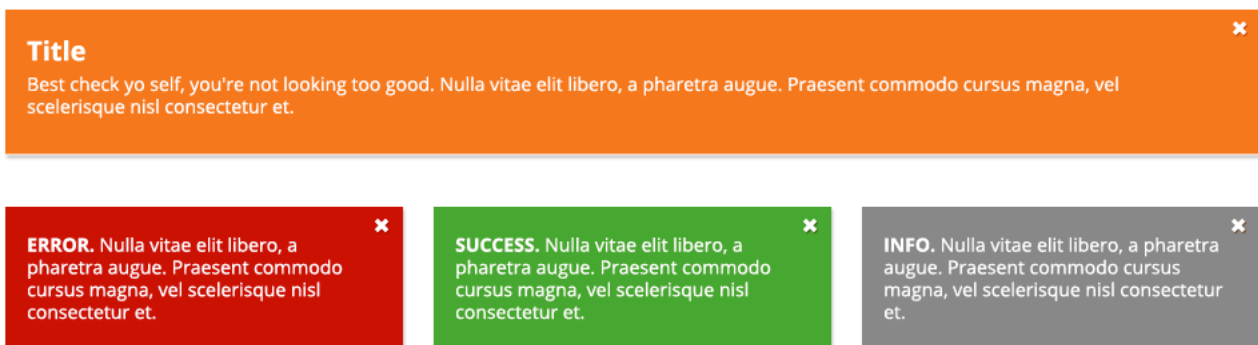 ✖
Title
Best check yo self, you're not looking too good. Nulla vitae elit libero, a pharetra augue. Praesent commodo cursus magna, vel
scelerisque nisl consectetur et.
✖
ERROR. Nulla vitae elit libero, a
pharetra augue. Praesent commodo
cursus magna, vel scelerisque nisl
consectetur et.
✖
SUCCESS. Nulla vitae elit libero, a
pharetra augue. Praesent commodo
cursus magna, vel scelerisque nisl
consectetur et.
✖
INFO. Nulla vitae elit libero, a pharetra
augue. Praesent commodo cursus
magna, vel scelerisque nisl consectetur
et.